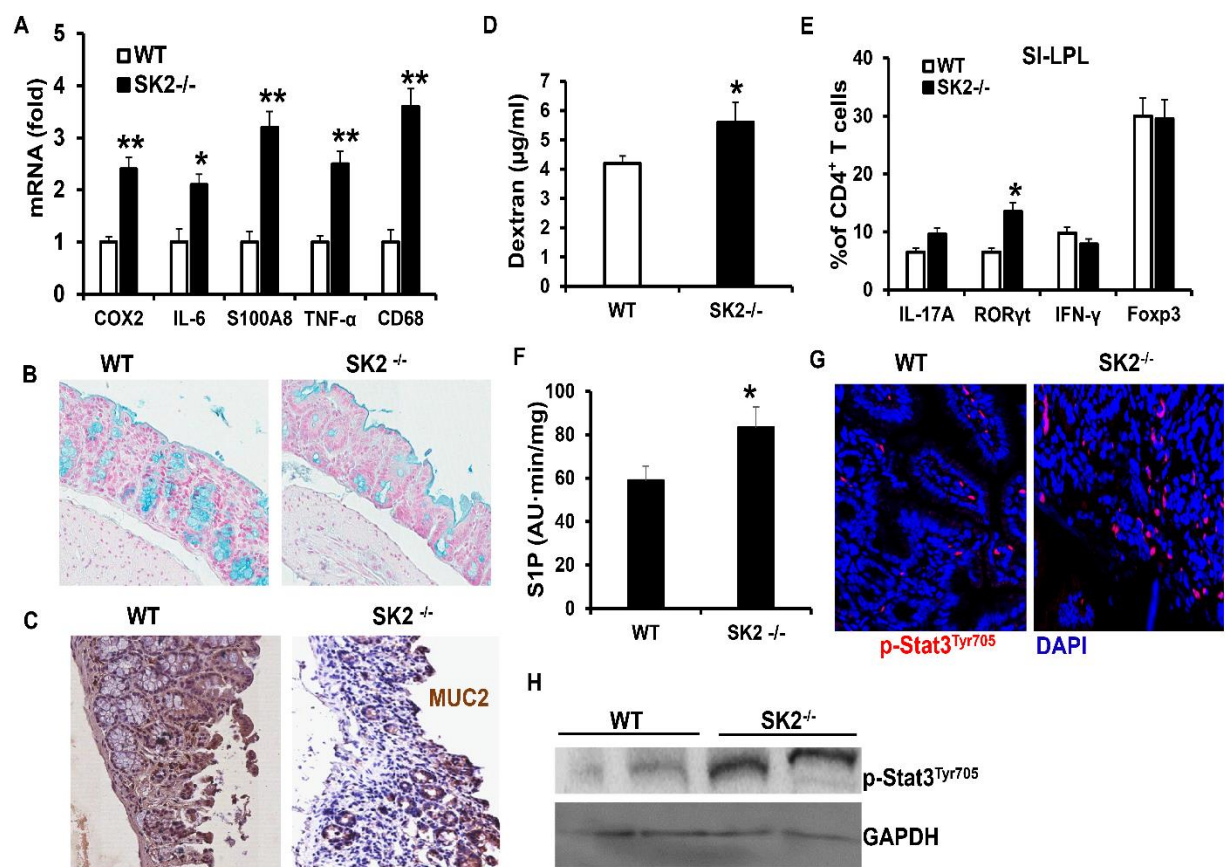 A
WT
SK2-/-
mRNA (fold)
5
4
3
2
1
0
**
*
**
**
**
COX2 IL-6 S100A8 TNF-α CD68
D
Dextran (µg/ml)
7
6
5
4
3
2
1
0
*
WT SK2-/-
E
SI-LPL
WT
SK2-/-
%of CD4+ T cells
40
30
20
10
0
*
IL-17A RORγt IFN-γ Foxp3
B
WT SK2 -/-
F
S1P (AU·min/mg)
100
80
60
40
20
0
*
WT SK2 -/-
G
WT SK2-/-
p-Stat3Tyr705 DAPI
C
WT SK2 -/-
MUC2
H
WT SK2-/-
p-Stat3Tyr705
GAPDH